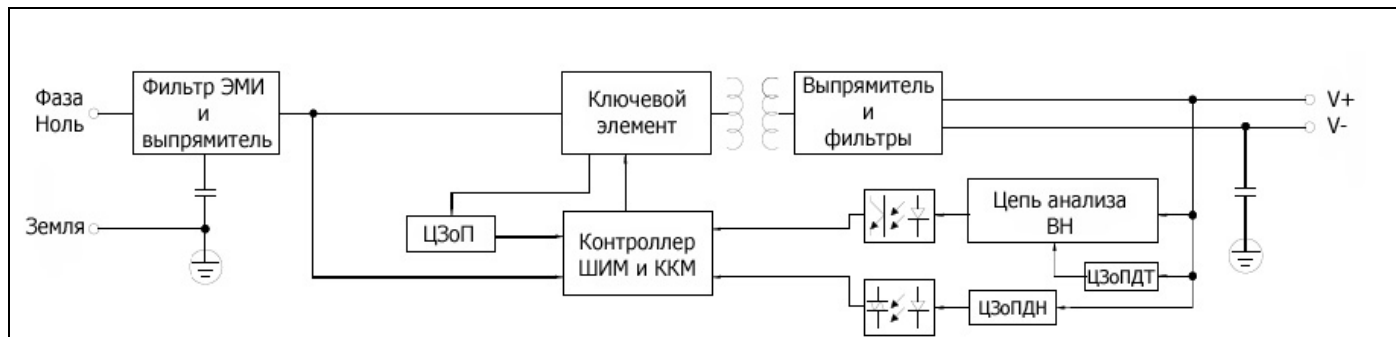 Фаза
Ноль
Фильтр ЭМИ
и
выпрямитель
Ключевой
элемент
Выпрямитель
и
фильтры
V+
V-
Земля
ЦЗоП
Контроллер
ШИМ и ККМ
Цепь анализа
ВН
ЦЗоПДТ
ЦЗоПДН